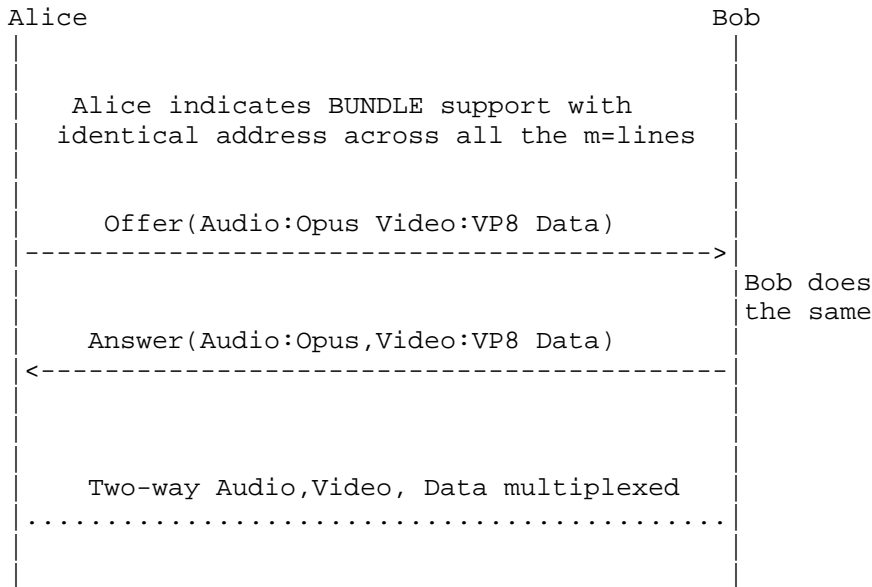 Alice Bob
Alice indicates BUNDLE support with
identical address across all the m=lines
Offer(Audio:Opus Video:VP8 Data)
Bob does
the same
Answer(Audio:Opus,Video:VP8 Data)
Two-way Audio,Video, Data multiplexed